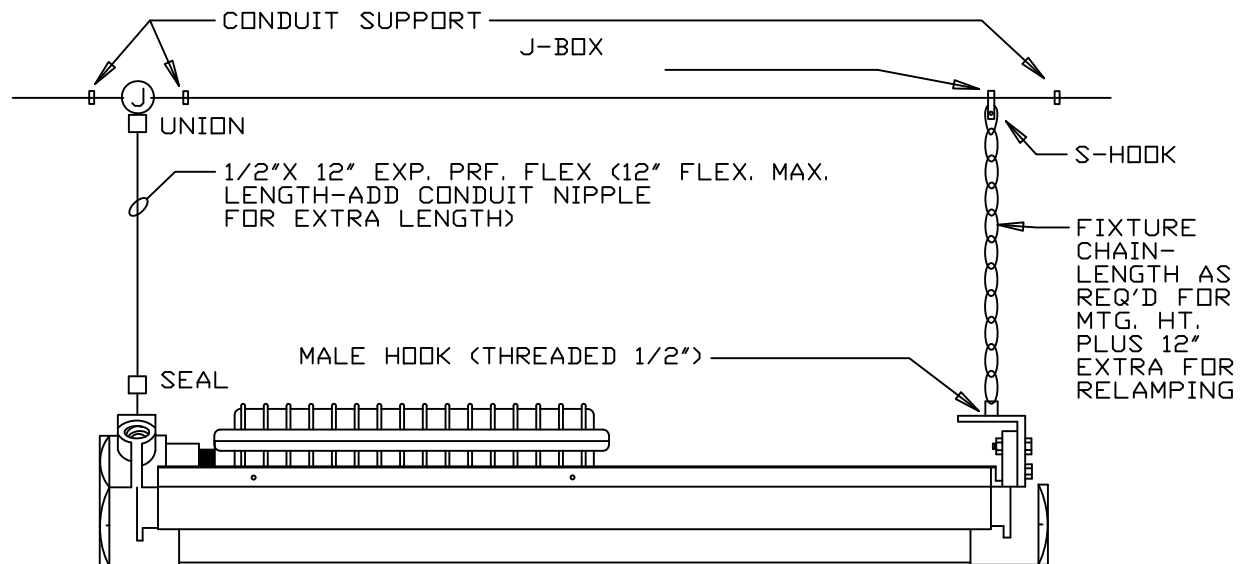 CONDUIT SUPPORT
J-BOX
J
UNION
S-HOOK
1/2"X 12" EXP. PRF. FLEX (12" FLEX. MAX.
LENGTH-ADD CONDUIT NIPPLE
FOR EXTRA LENGTH)
FIXTURE
CHAIN-
LENGTH AS
REQ'D FOR
MTG. HT.
PLUS 12"
EXTRA FOR
RELAMPING
MALE HOOK (THREADED 1/2")
SEAL